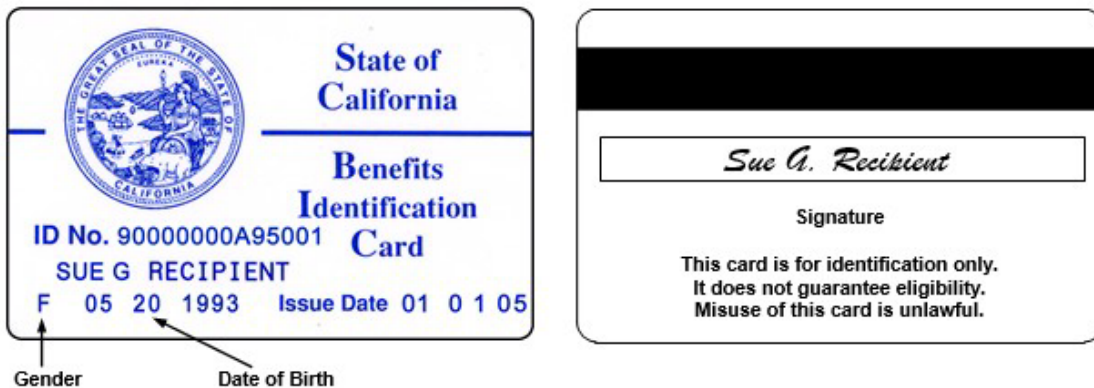 THE GREAT SEAL OF THE STATE OF CALIFORNIA
EUREKA
State of
California
Benefits
Identification
Card
ID No. 90000000A95001
SUE G RECIPIENT
F 05 20 1993 Issue Date 01 0 1 05
Gender
Date of Birth
Sue G. Recipient
Signature
This card is for identification only.
It does not guarantee eligibility.
Misuse of this card is unlawful.